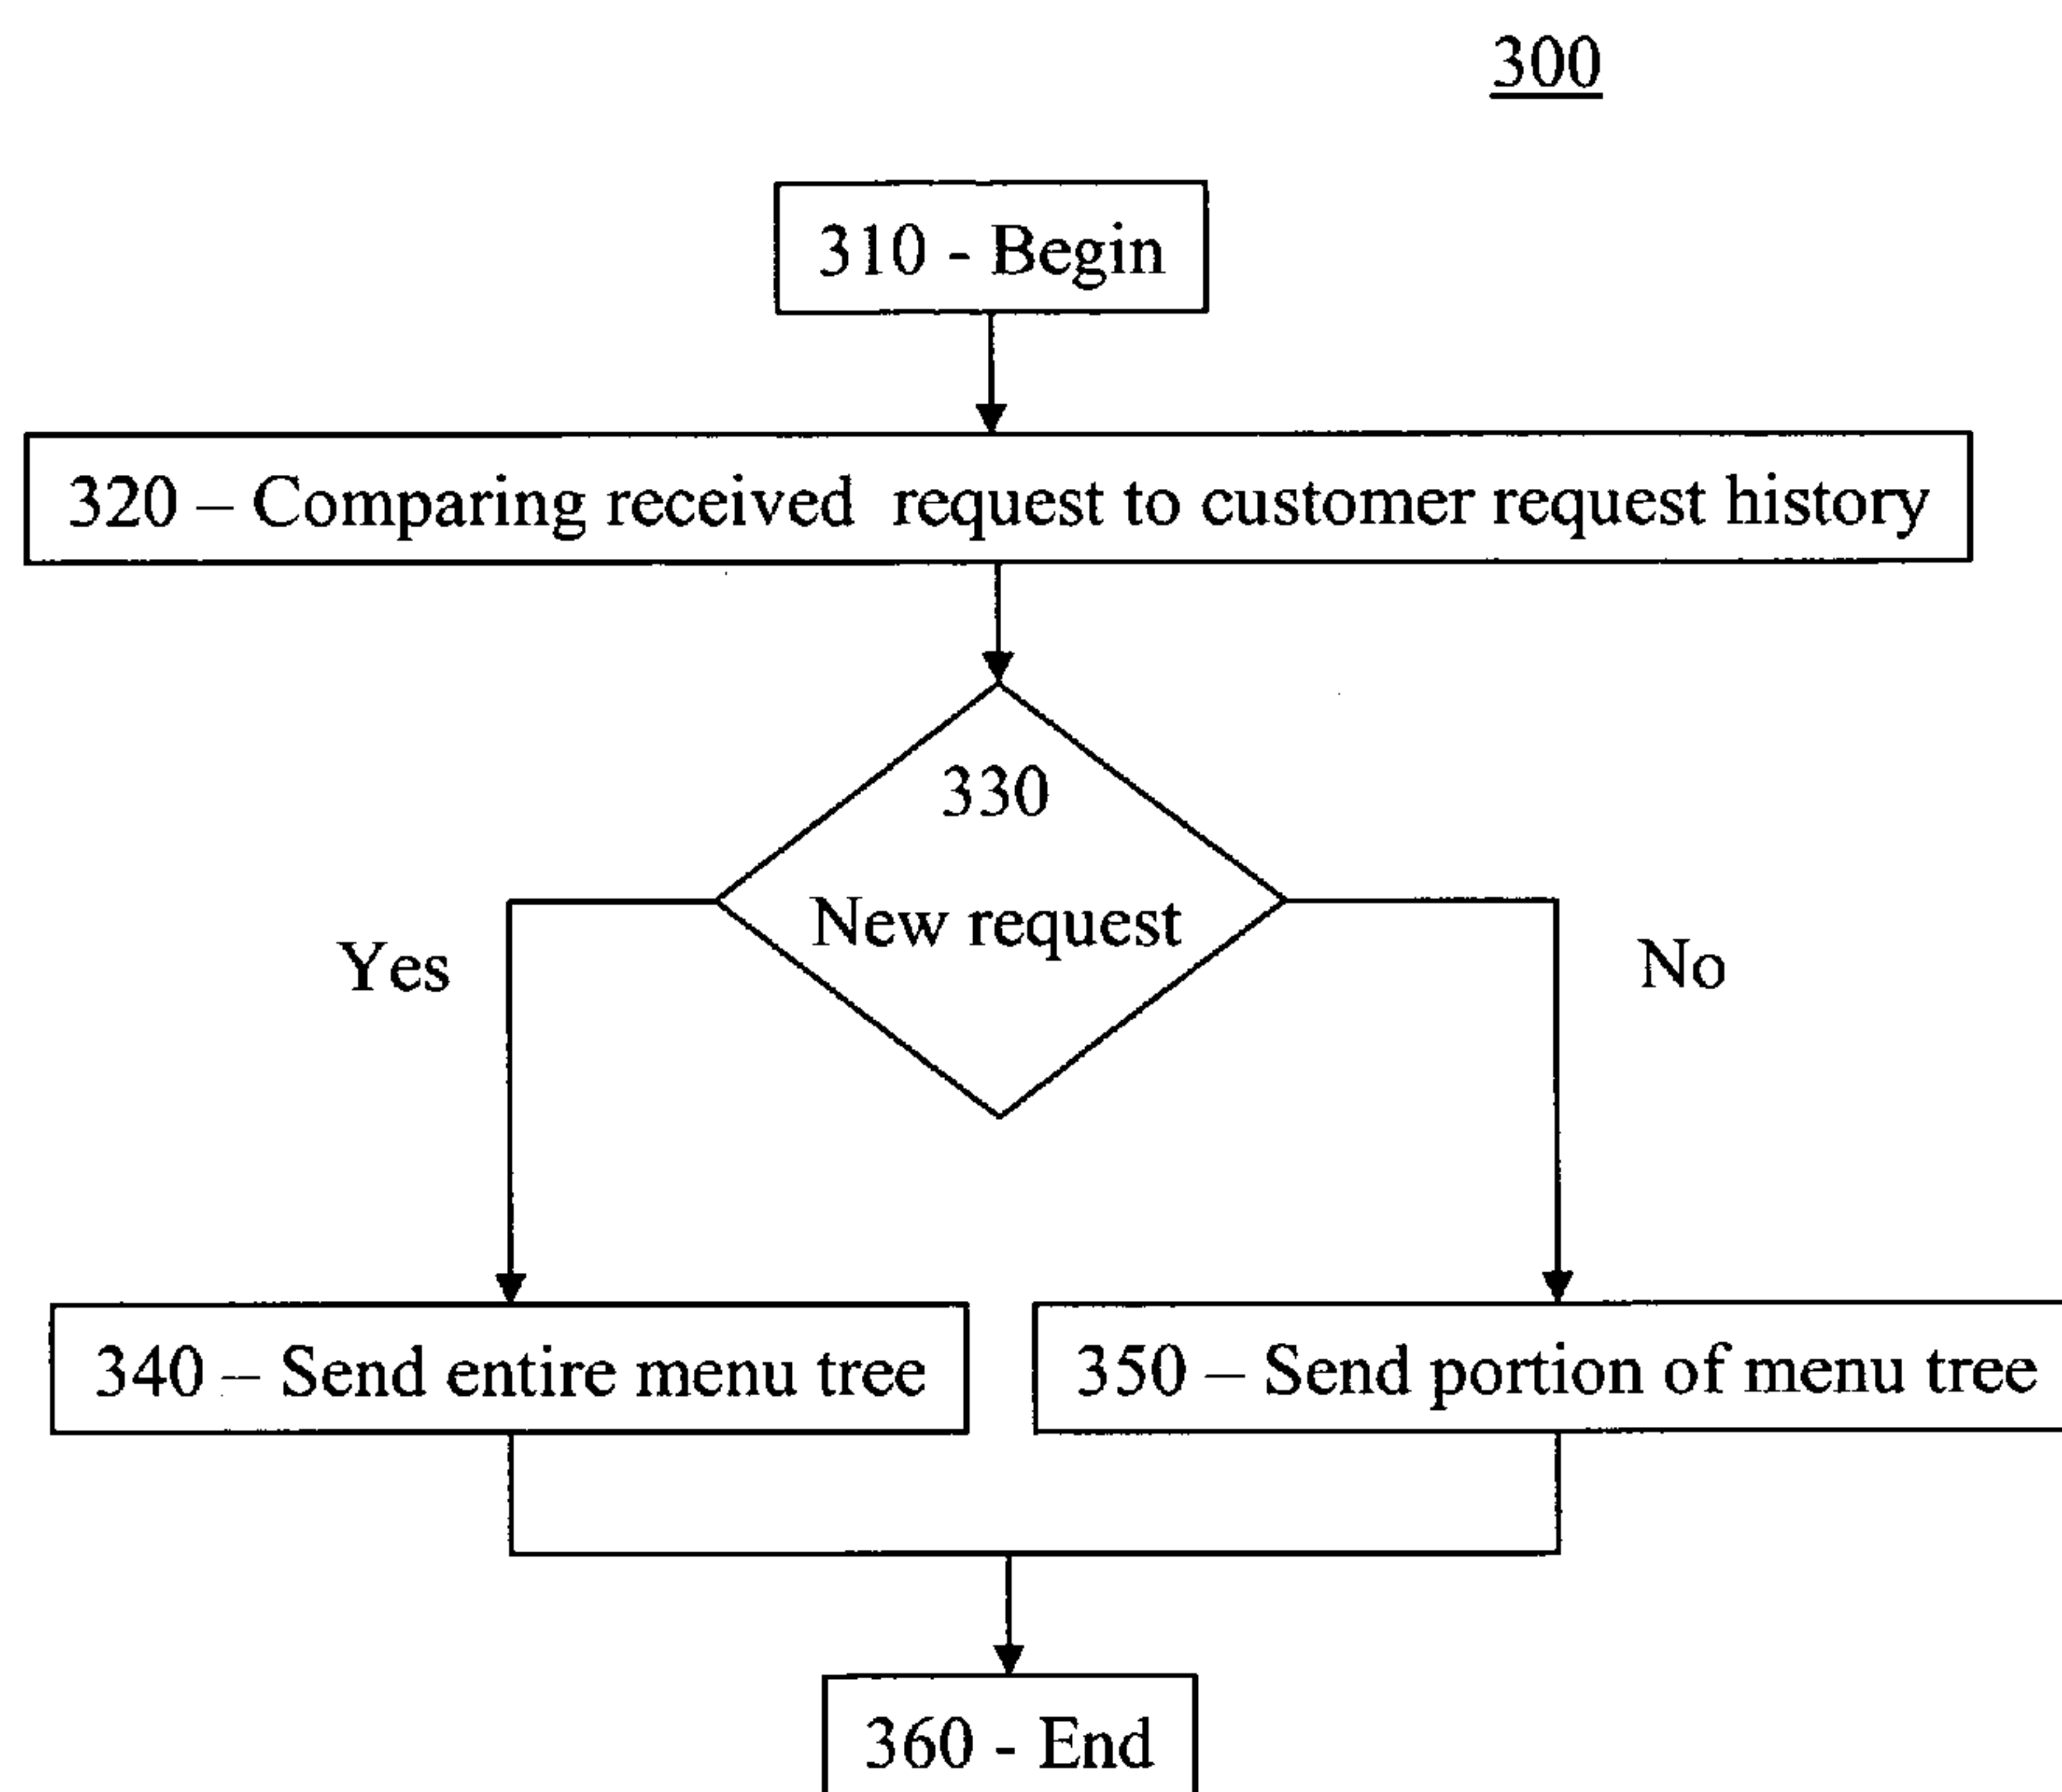 300
310 - Begin
320 – Comparing received request to customer request history
330
New request
Yes
No
340 – Send entire menu tree
350 – Send portion of menu tree
360 - End